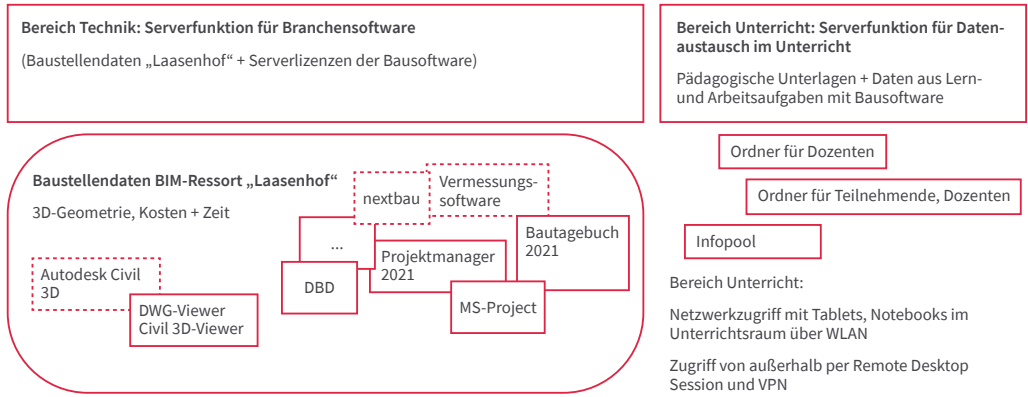 Bereich Technik: Serverfunktion für Branchensoftware
(Baustellendaten „Laasenhof“ + Serverlizenzen der Bausoftware)
Bereich Unterricht: Serverfunktion für Daten-
austausch im Unterricht
Pädagogische Unterlagen + Daten aus Lern-
und Arbeitsaufgaben mit Bausoftware
Baustellendaten BIM-Ressort „Laasenhof“
3D-Geometrie, Kosten + Zeit
Autodesk Civil
3D
DWG-Viewer
Civil 3D-Viewer
...
DBD
nextbau
Vermessungs-
software
Projektmanager
2021
MS-Project
Bautagebuch
2021
Ordner für Dozenten
Ordner für Teilnehmende, Dozenten
Infopool
Bereich Unterricht:
Netzwerkzugriff mit Tablets, Notebooks im
Unterrichtsraum über WLAN
Zugriff von außerhalb per Remote Desktop
Session und VPN